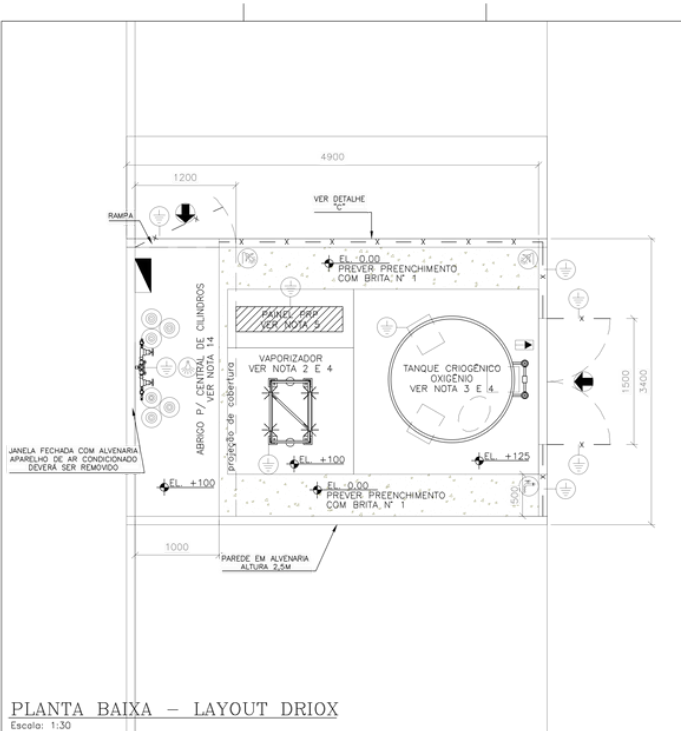 4900
1200
VER DETALHE
"C"
RAMPA
EL. 0.00
PREVER PREENCHIMENTO
COM BRITA, N° 1
PAINEL PRP
VER NOTA 5
ABRIGO P/ CENTRAL DE CILINDROS
VER NOTA 14
projeção de cobertura
VAPORIZADOR
VER NOTA 2 E 4
TANQUE CRIOGÊNICO
OXIGÊNIO
VER NOTA 3 E 4
1500
3400
JANELA FECHADA COM ALVENARIA
APARELHO DE AR CONDICIONADO
DEVERÁ SER REMOVIDO
EL. +100
EL. +100
EL. +125
EL. 0.00
PREVER PREENCHIMENTO
COM BRITA, N° 1
500
1000
PAREDE EM ALVENARIA
ALTURA 2,5M
PLANTA BAIXA – LAYOUT DRIOX
Escala: 1:30